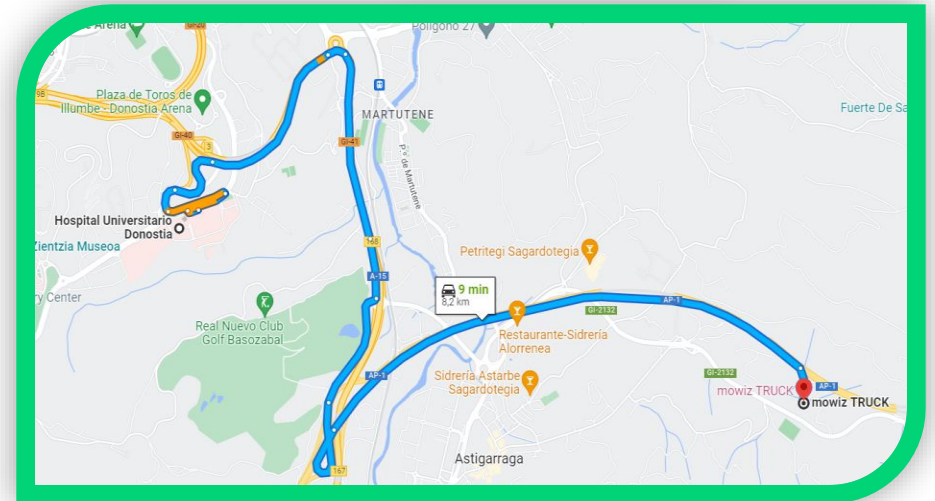 Arena
GI-20
Polígono 27
Plaza de Toros de
Illumbe - Donostia Arena
MARTUTENE
Fuerte De Sa
GI-40
3
GI-41
P.º de Martutene
Hospital Universitario
Donostia
Zientzia Museoa
168
A-15
Petritegi Sagardotegia
ry Center
9 min
8,2 km
AP-1
GI-2132
Real Nuevo Club
Golf Basozabal
Restaurante-Sidrería
Alorrenea
AP-1
Sidrería Astarbe
Sagardotegia
GI-2132
mowiz TRUCK
AP-1
mowiz TRUCK
Astigarraga
167